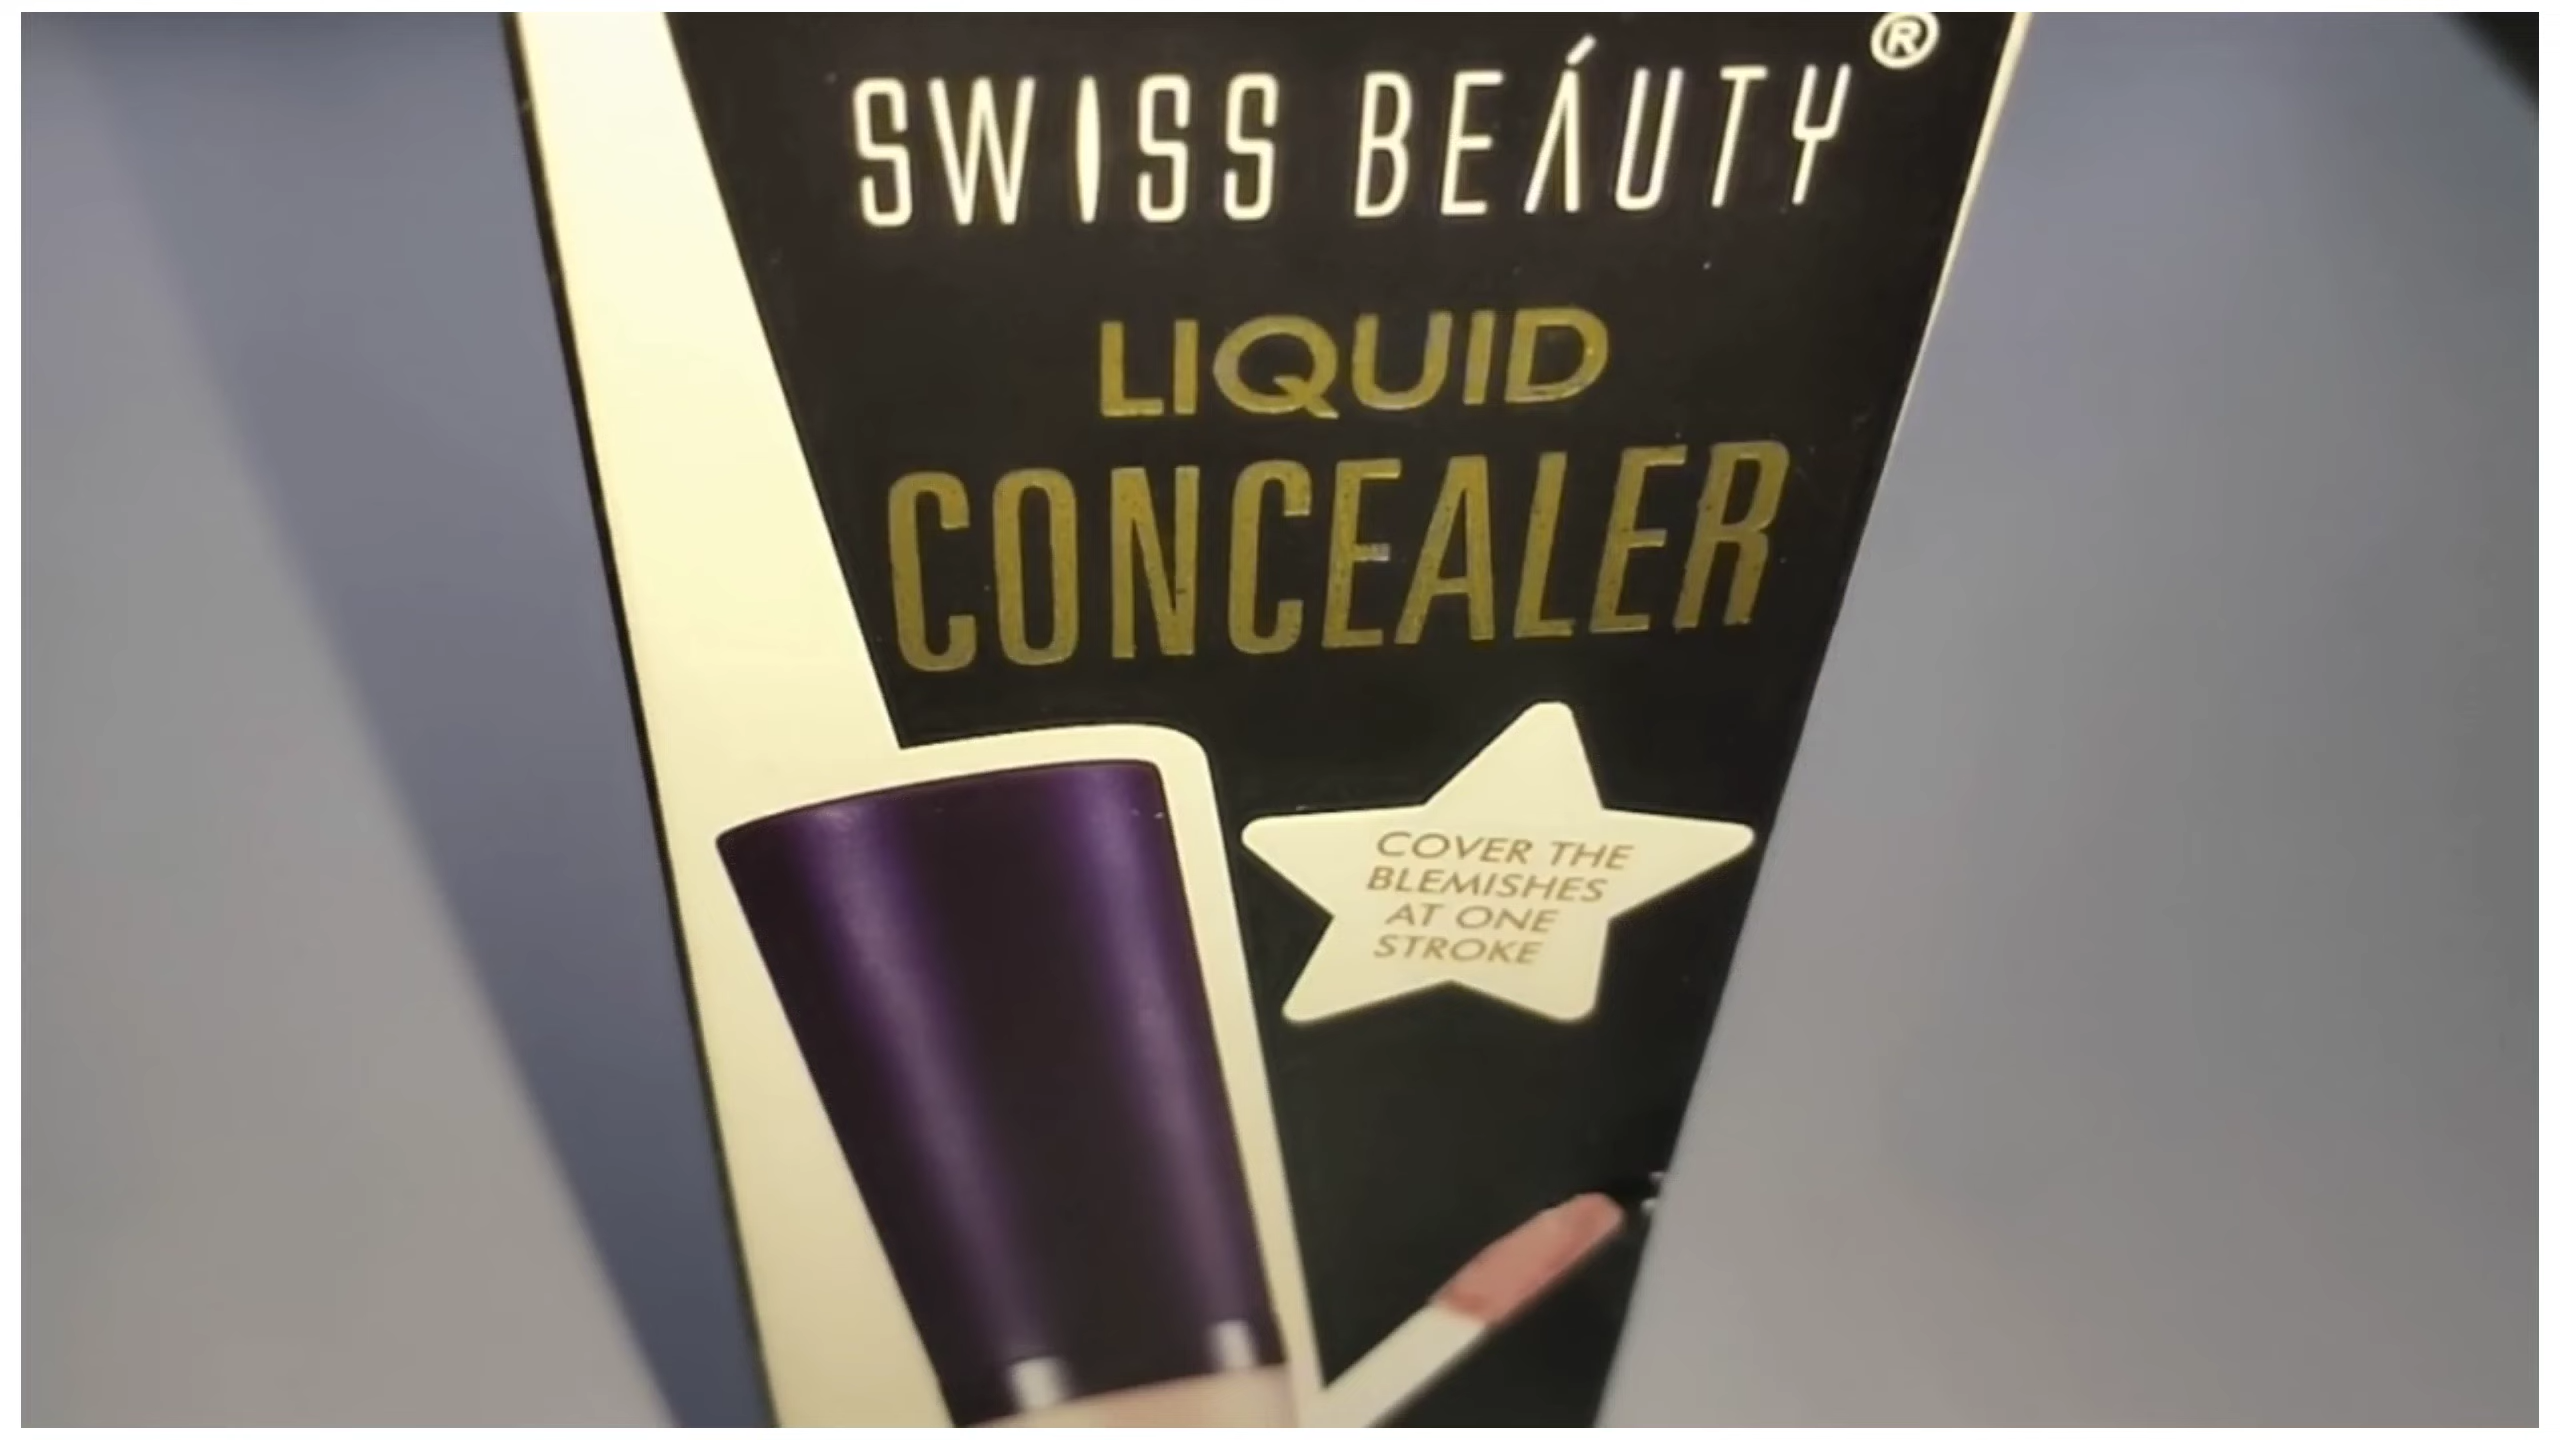 SWISS BEÁUTY®
LIQUID
CONCEALER
COVER THE
BLEMISHES
AT ONE
STROKE